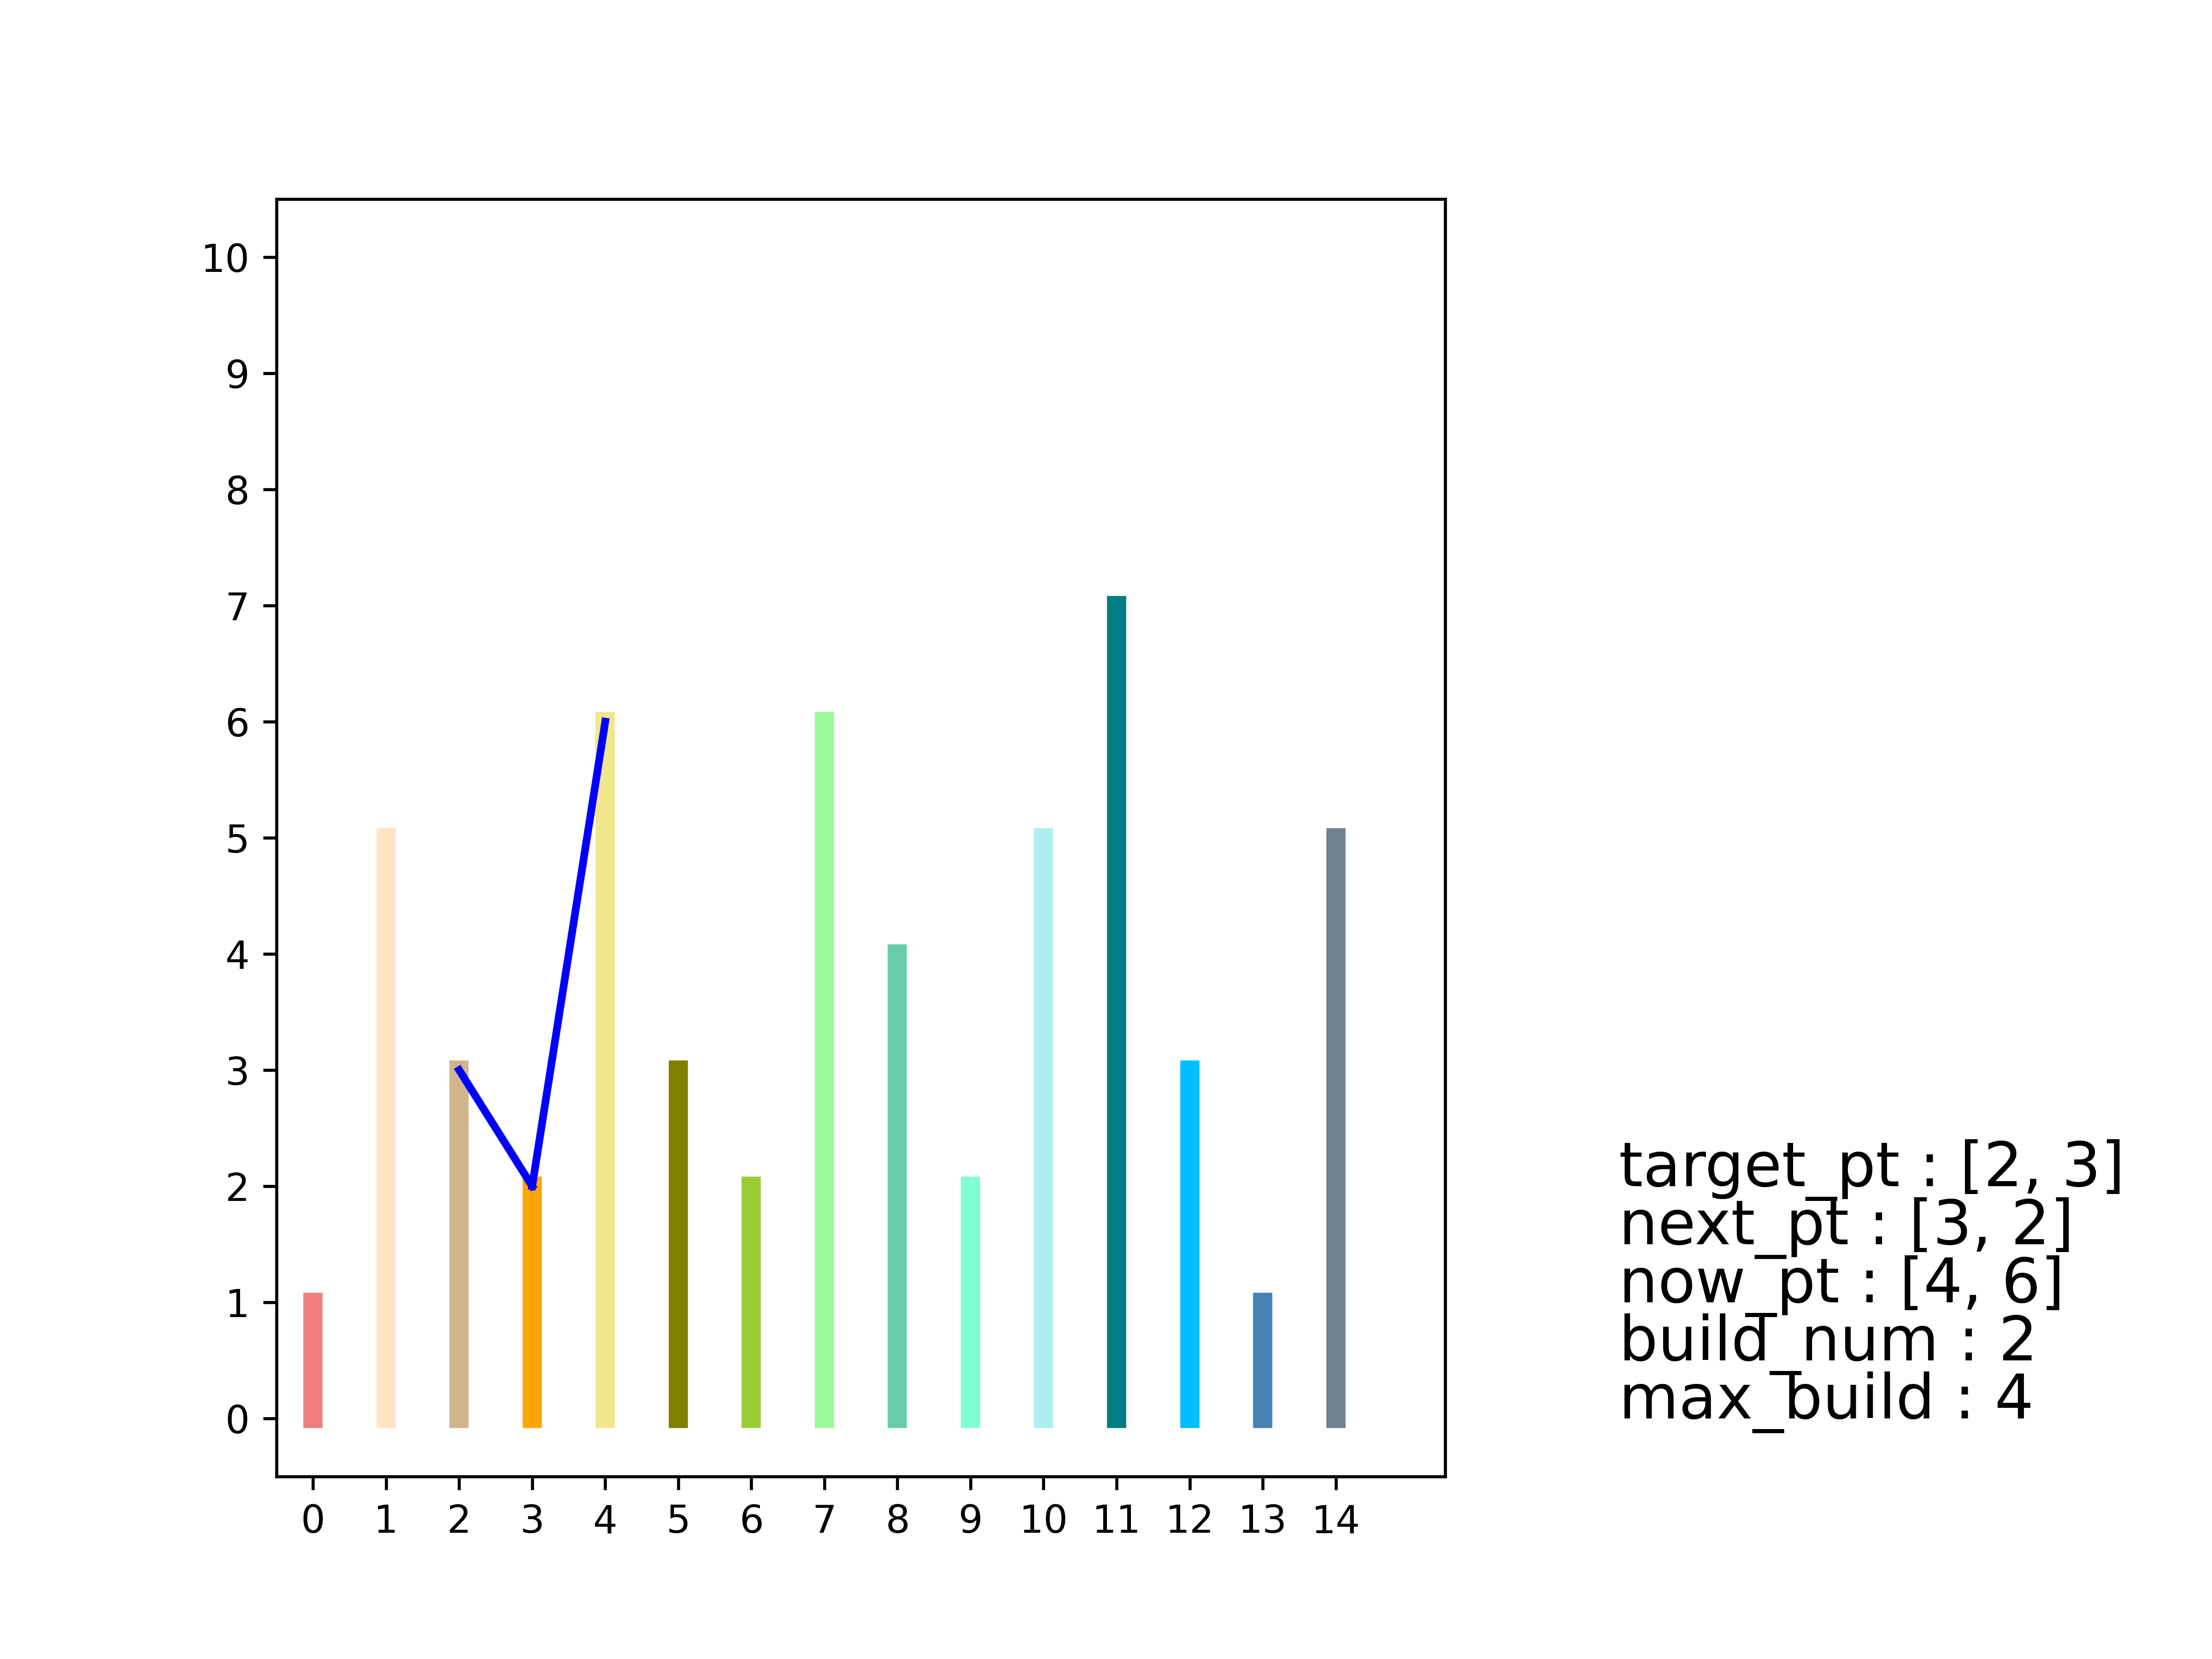 10
9
8
7
6
5
4
3
2
1
0
0 1 2 3 4 5 6 7 8 9 10 11 12 13 14
target_pt : [2, 3]
next_pt : [3, 2]
now_pt : [4, 6]
build_num : 2
max_build : 4